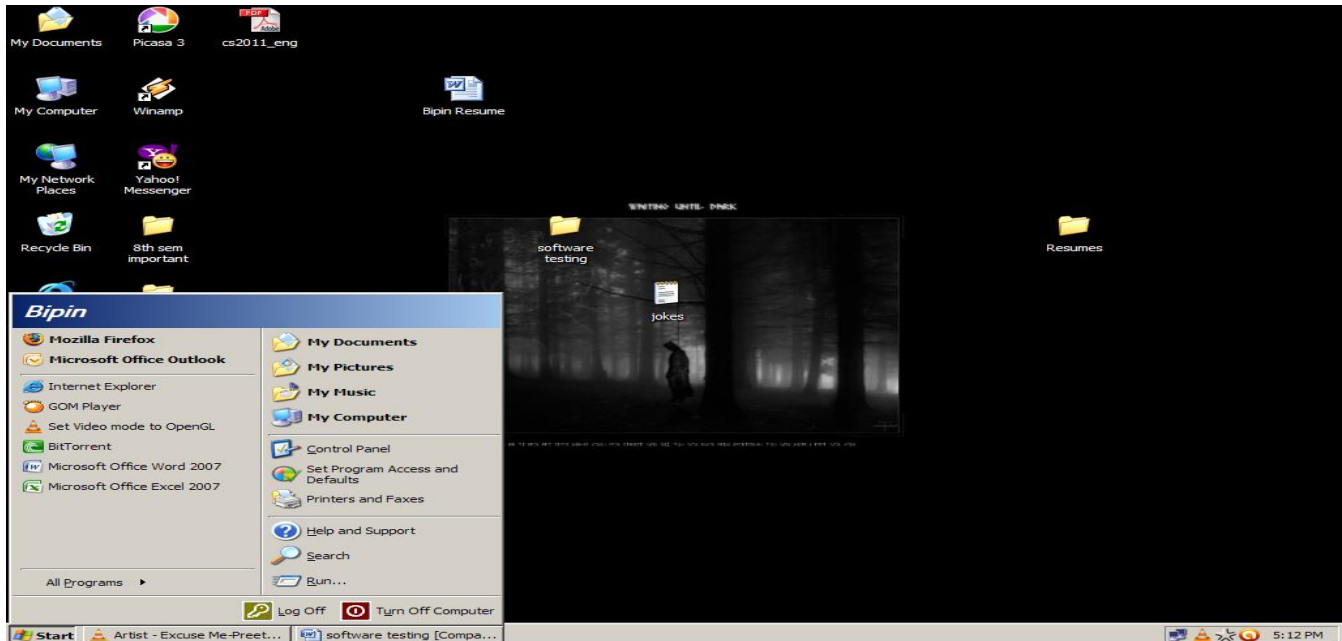 My Documents
Picasa 3
PDF
Adobe
cs2011_eng
My Computer
Winamp
Bipin Resume
My Network
Places
Yahoo!
Messenger
WAITING UNTIL DARK
Recycle Bin
8th sem
important
software
testing
Resumes
jokes
Bipin
Mozilla Firefox
Microsoft Office Outlook
Internet Explorer
GOM Player
Set Video mode to OpenGL
BitTorrent
Microsoft Office Word 2007
Microsoft Office Excel 2007
All Programs
My Documents
My Pictures
My Music
My Computer
Control Panel
Set Program Access and
Defaults
Printers and Faxes
Help and Support
Search
Run...
Log Off
Turn Off Computer
Start
Artist - Excuse Me-Preet...
software testing [Compa...
5:12 PM